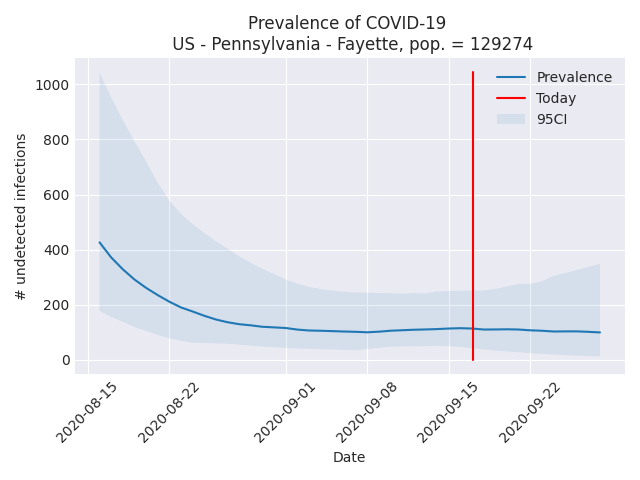 Prevalence of COVID-19
US - Pennsylvania - Fayette, pop. = 129274
Prevalence
Today
95CI
# undetected infections
1000
800
600
400
200
0
2020-08-15
2020-08-22
2020-09-01
2020-09-08
2020-09-15
2020-09-22
Date